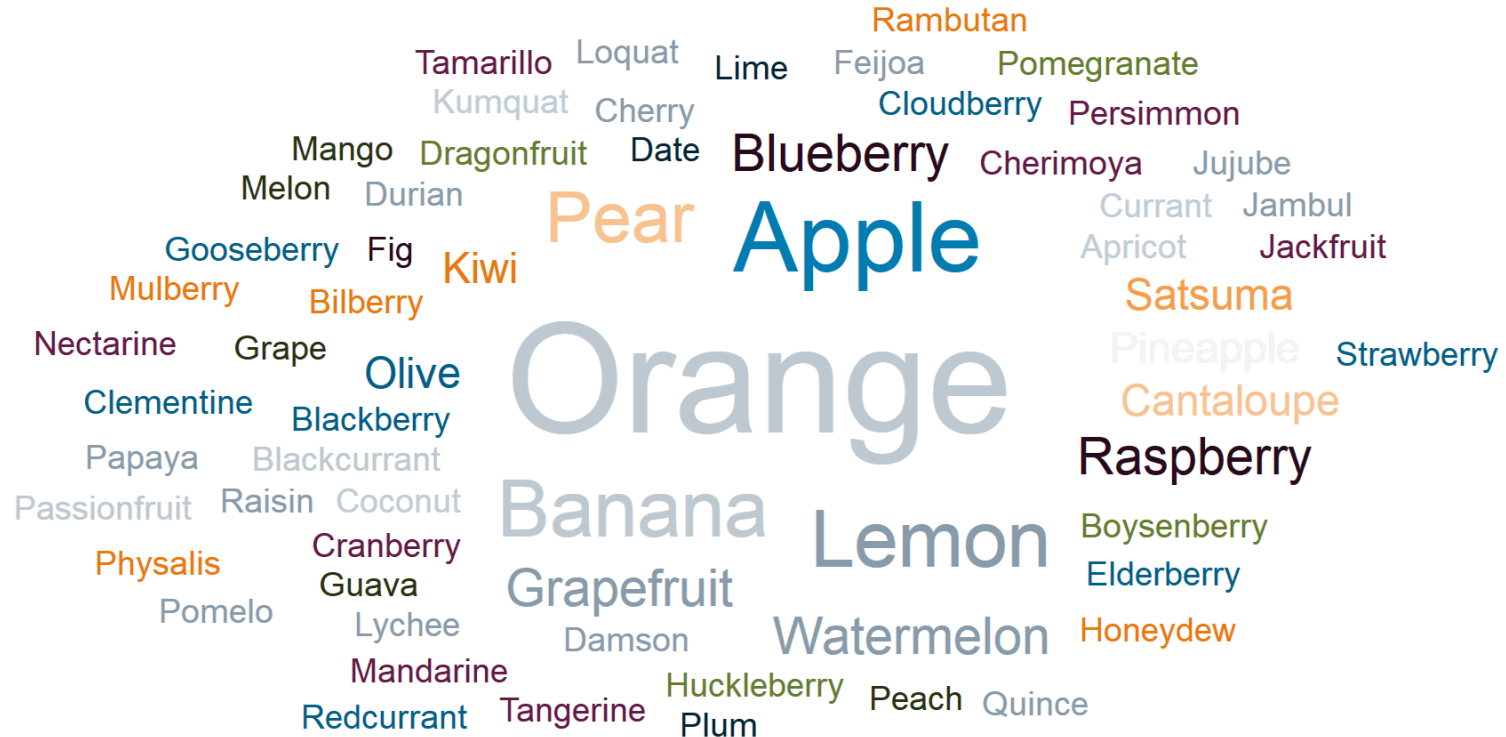 Rambutan
Tamarillo
Loquat
Lime
Feijoa
Pomegranate
Kumquat
Cherry
Cloudberry
Persimmon
Mango
Dragonfruit
Date
Blueberry
Cherimoya
Jujube
Melon
Durian
Pear
Apple
Currant
Jambul
Gooseberry
Fig
Kiwi
Apricot
Jackfruit
Mulberry
Bilberry
Satsuma
Nectarine
Grape
Olive
Orange
Pineapple
Strawberry
Clementine
Blackberry
Cantaloupe
Papaya
Blackcurrant
Raspberry
Passionfruit
Raisin
Coconut
Banana
Lemon
Boysenberry
Cranberry
Physalis
Guava
Grapefruit
Elderberry
Pomelo
Lychee
Damson
Watermelon
Honeydew
Mandarine
Huckleberry
Peach
Quince
Redcurrant
Tangerine
Plum